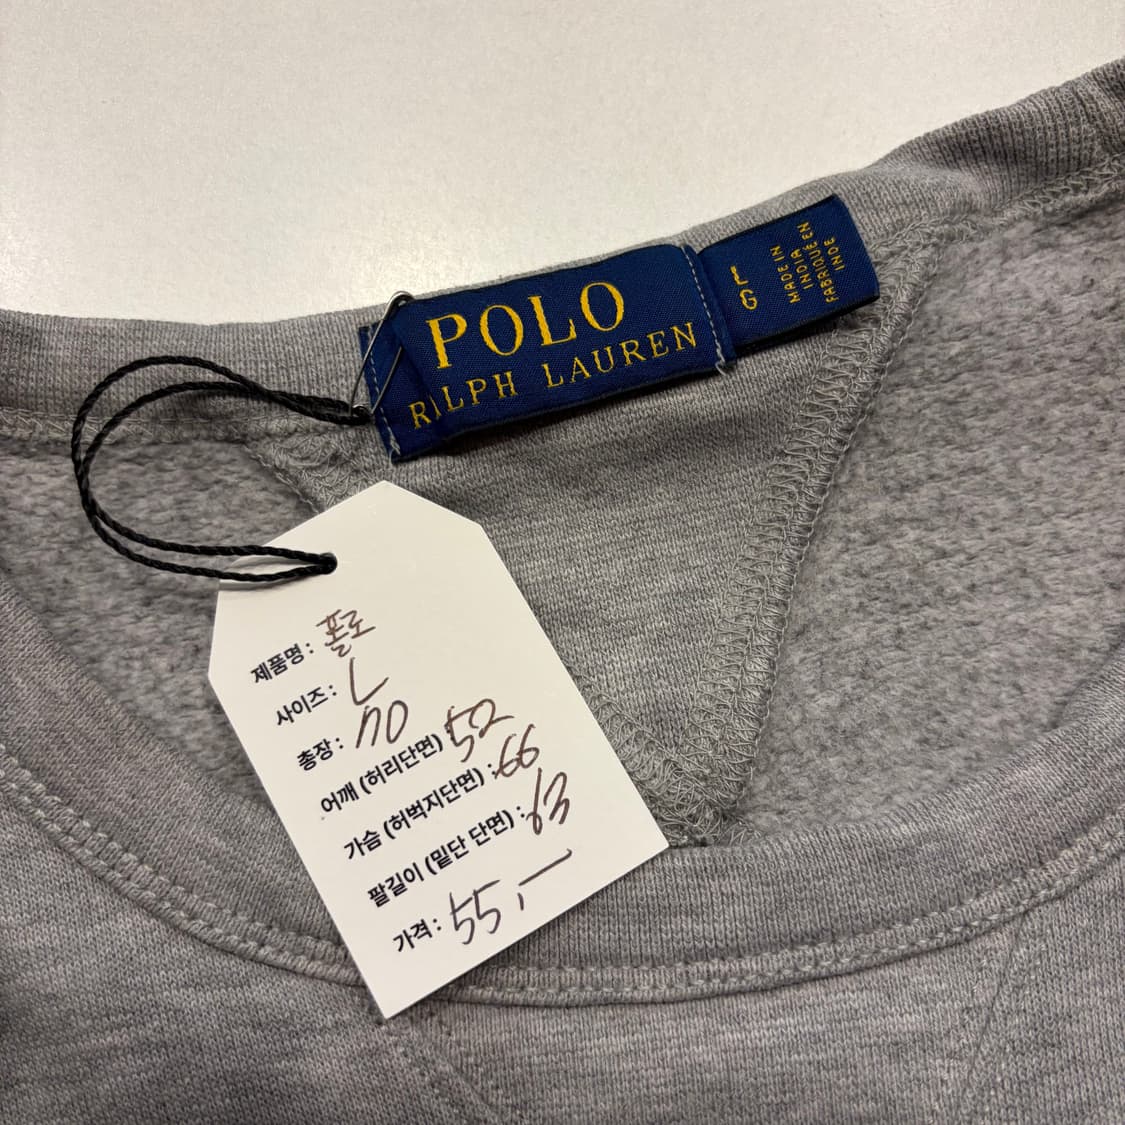 POLO
RALPH LAUREN
LG
MADE IN
INDIA
FABRIQUÉ EN
INDE
제품명 : 폴로
사이즈 : L
총장 : 70
어깨 (허리단면) 52
가슴 (허벅지단면) : 66
팔길이 (밑단 단면) : 63
가격 : 55,—